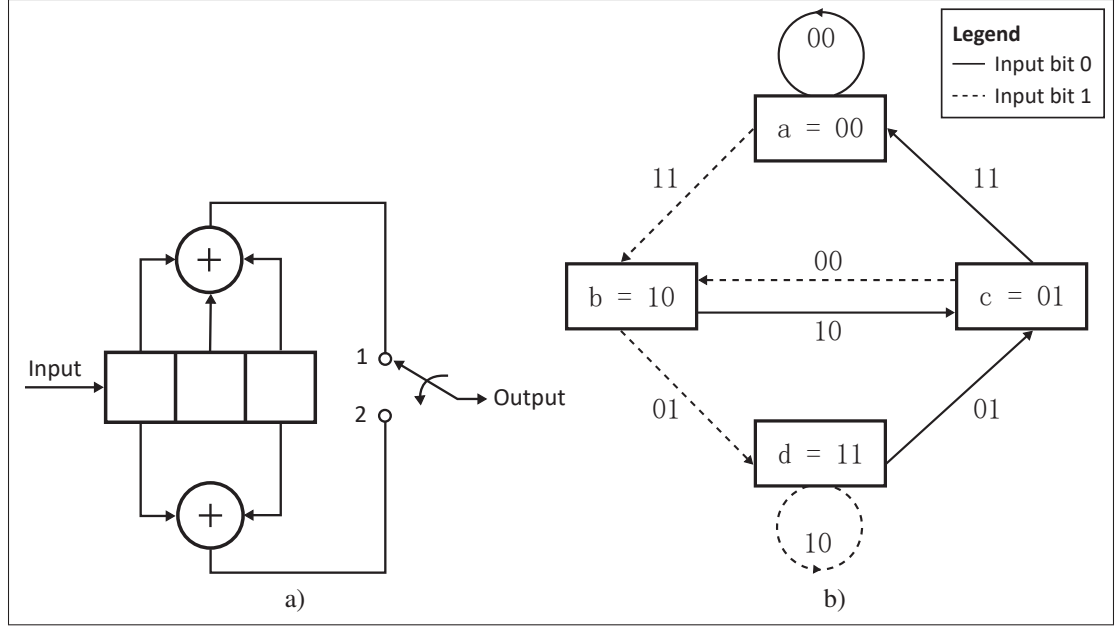 Input
+
+
1
2
Output
a)
Legend
Input bit 0
Input bit 1
00
a = 00
11
11
b = 10
00
10
c = 01
01
01
d = 11
10
b)